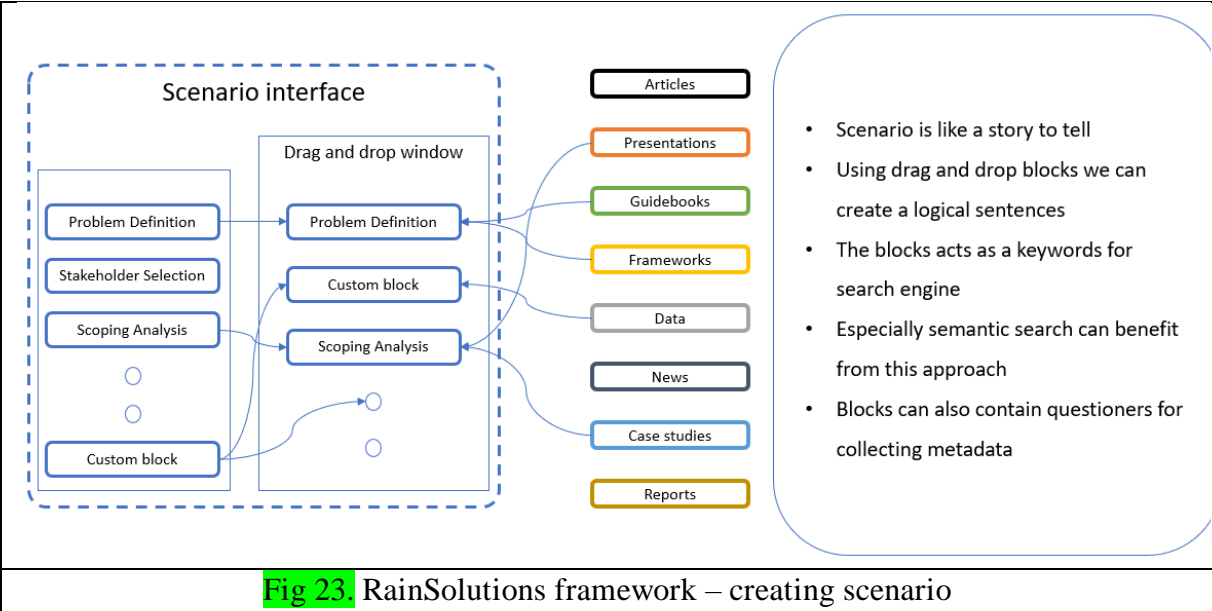 Scenario interface
Drag and drop window
Problem Definition
Stakeholder Selection
Scoping Analysis
Custom block
Problem Definition
Custom block
Scoping Analysis
Articles
Presentations
Guidebooks
Frameworks
Data
News
Case studies
Reports
• Scenario is like a story to tell
• Using drag and drop blocks we can
create a logical sentences
• The blocks acts as a keywords for
search engine
• Especially semantic search can benefit
from this approach
• Blocks can also contain questioners for
collecting metadata
Fig 23. RainSolutions framework – creating scenario